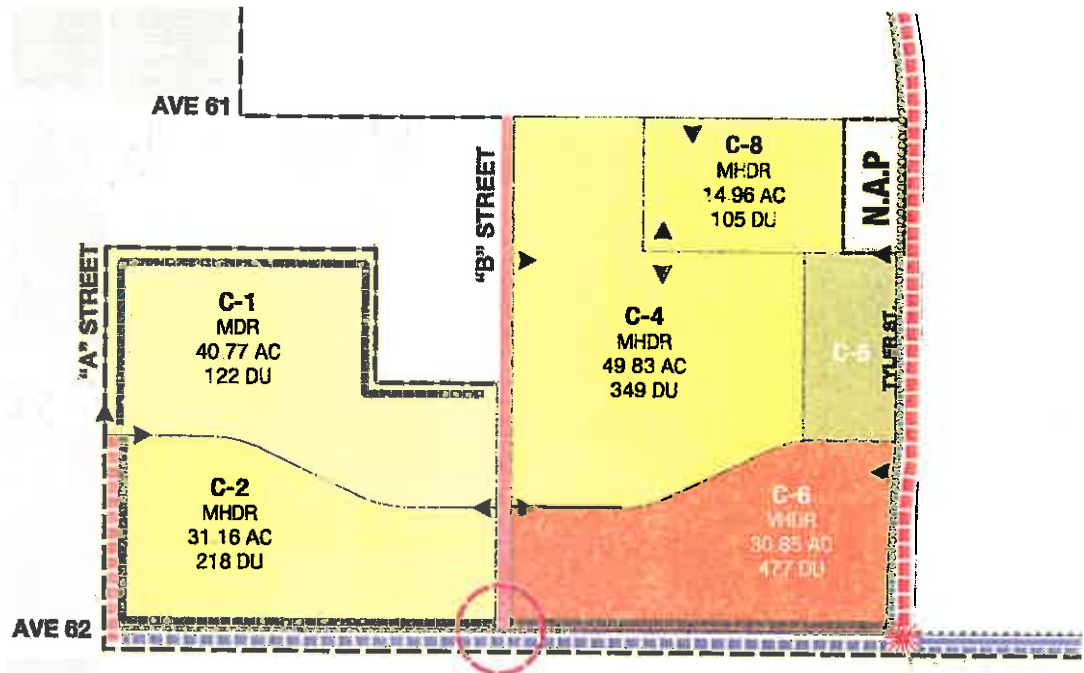 AVE 61
"A" STREET
"B" STREET
C-8
MHDR
14.96 AC
105 DU
N.A.P
C-1
MDR
40.77 AC
122 DU
C-4
MHDR
49 83 AC
349 DU
C-5
TYLER ST.
C-2
MHDR
31.16 AC
218 DU
C-6
VHDR
30.85 AC
477 DU
AVE 62